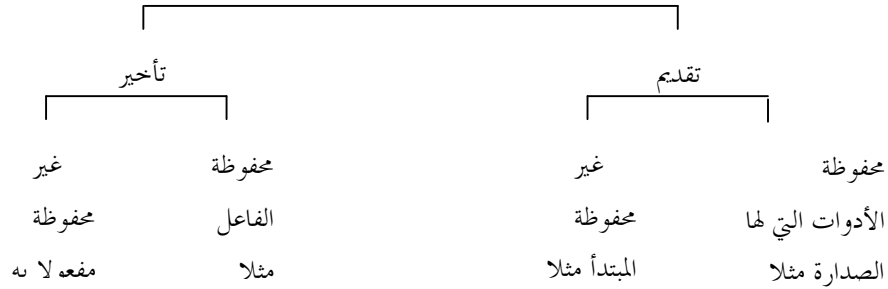 تقديم تأخير
محفوظة غير محفوظة غير
الأدوات التي لها محفوظة الفاعل محفوظة
الصدارة مثلا المبتدأ مثلا مثلا مفعولا به